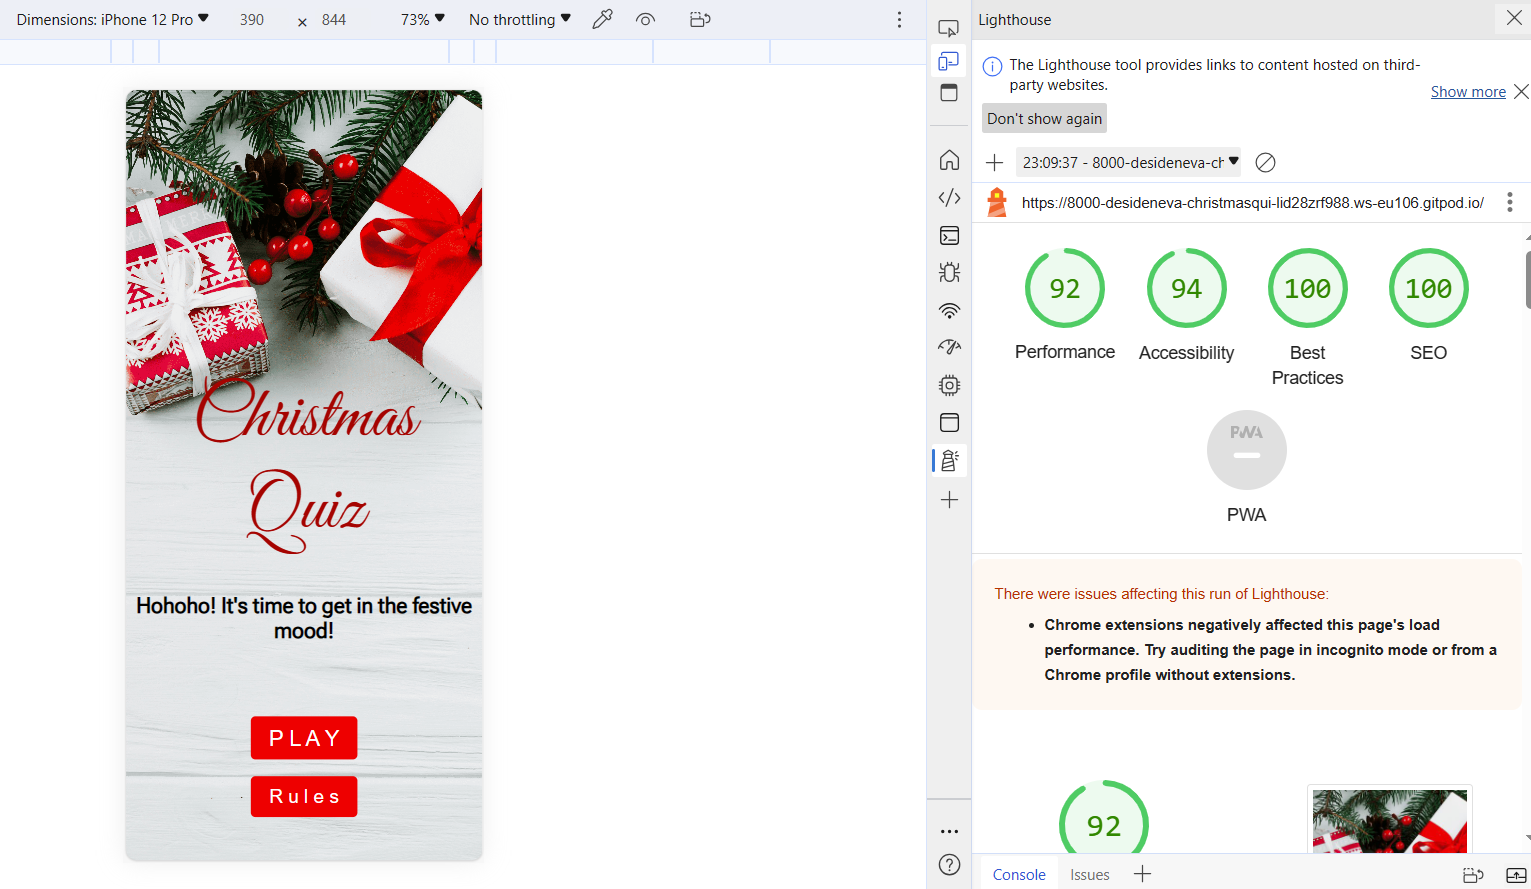 Dimensions: iPhone 12 Pro
390 × 844
73%
No throttling
Christmas
Quiz
Hohoho! It's time to get in the festive
mood!
PLAY
Rules
Lighthouse
The Lighthouse tool provides links to content hosted on third-
party websites.
Show more
Don't show again
23:09:37 - 8000-desideneva-ch
https://8000-desideneva-christmasqui-lid28zrf988.ws-eu106.gitpod.io/
92
94
100
100
Performance
Accessibility
Best
Practices
SEO
PWA
PWA
There were issues affecting this run of Lighthouse:
Chrome extensions negatively affected this page's load
performance. Try auditing the page in incognito mode or from a
Chrome profile without extensions.
92
Console
Issues